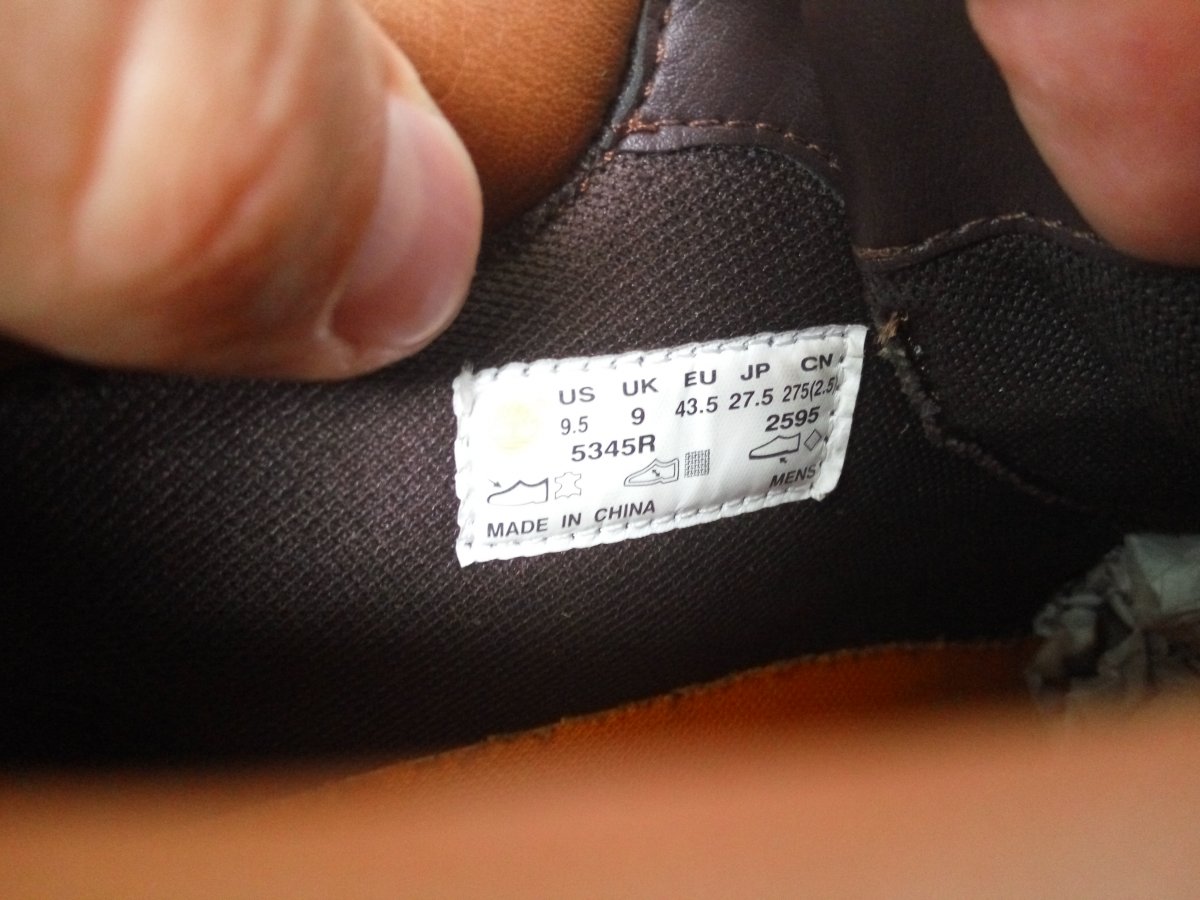 US UK EU JP CN
9.5 9 43.5 27.5 275(2.5)
5345R 2595
MENS
MADE IN CHINA